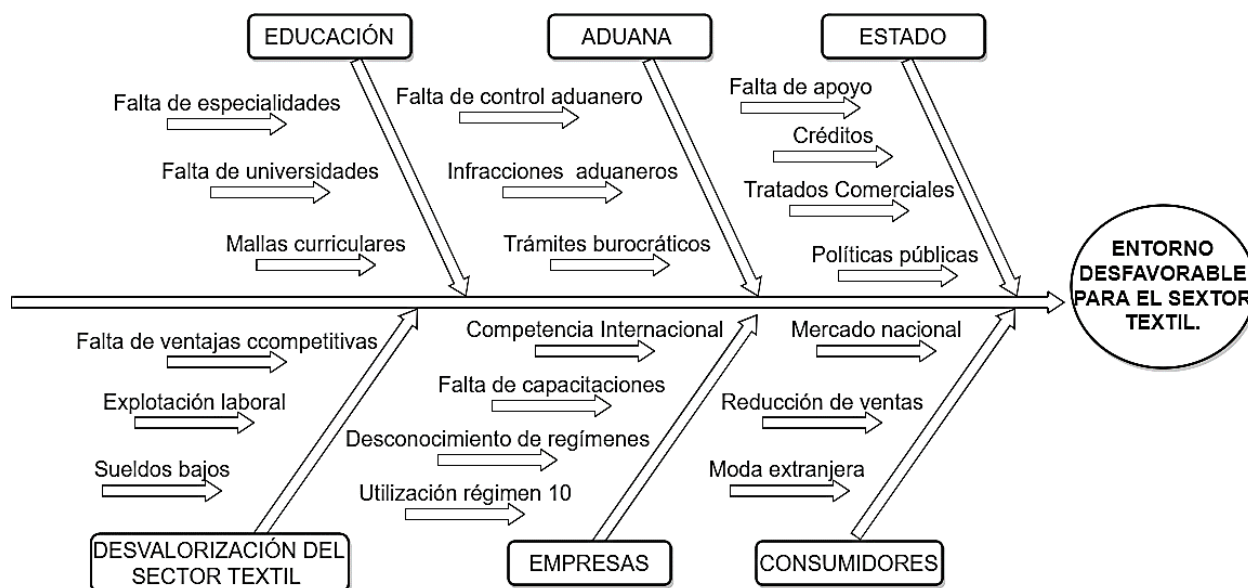 EDUCACIÓN
ADUANA
ESTADO
Falta de especialidades
Falta de universidades
Mallas curriculares
Falta de control aduanero
Infracciones aduaneros
Trámites burocráticos
Falta de apoyo
Créditos
Tratados Comerciales
Políticas públicas
ENTORNO
DESFAVORABLE
PARA EL SEXTOR
TEXTIL.
Falta de ventajas ccompetitivas
Explotación laboral
Sueldos bajos
Competencia Internacional
Falta de capacitaciones
Desconocimiento de regímenes
Utilización régimen 10
Mercado nacional
Reducción de ventas
Moda extranjera
DESVALORIZACIÓN DEL
SECTOR TEXTIL
EMPRESAS
CONSUMIDORES